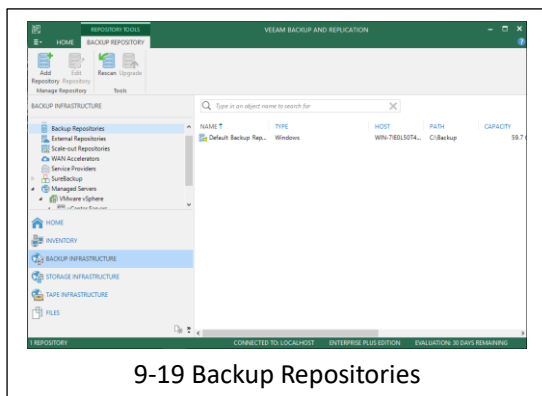 REPOSITORY TOOLS
VEEAM BACKUP AND REPLICATION
HOME
BACKUP REPOSITORY
Add Repository
Edit Repository
Rescan
Upgrade
Manage Repository
Tools
BACKUP INFRASTRUCTURE
Type in an object name to search for
Backup Repositories
External Repositories
Scale-out Repositories
WAN Accelerators
Service Providers
SureBackup
Managed Servers
VMware vSphere
vCenter Servers
NAME
TYPE
HOST
PATH
CAPACITY
Default Backup Rep...
Windows
C:\Backup
HOME
INVENTORY
BACKUP INFRASTRUCTURE
STORAGE INFRASTRUCTURE
TAPE INFRASTRUCTURE
FILES
1 REPOSITORY
CONNECTED TO: LOCALHOST
ENTERPRISE PLUS EDITION
EVALUATION: 30 DAYS REMAINING
9-19 Backup Repositories